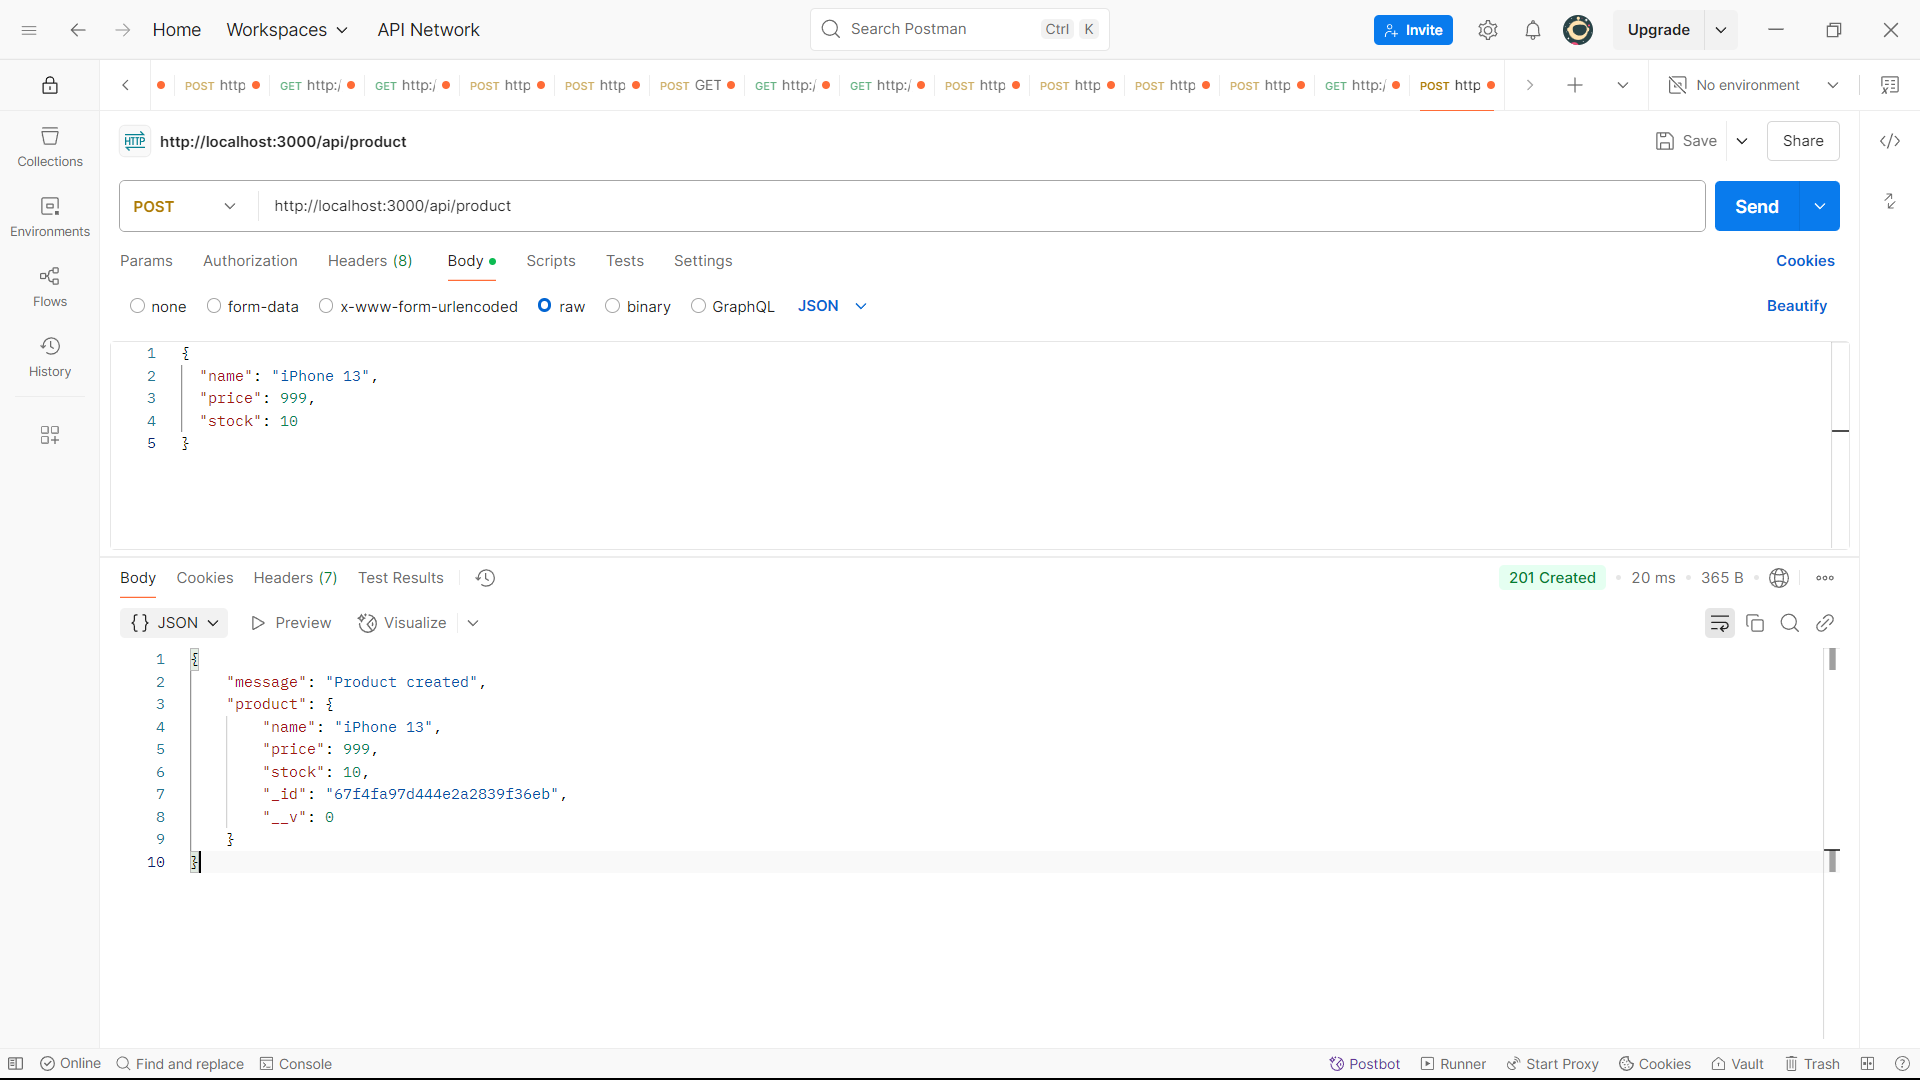 Home Workspaces API Network Search Postman Ctrl K Invite Upgrade
POST http GET http:/ GET http:/ POST http POST http POST GET GET http:/ GET http:/ POST http POST http POST http POST http GET http:/ POST http No environment
HTTP http://localhost:3000/api/product Save Share
Collections
POST http://localhost:3000/api/product Send
Environments
Params Authorization Headers (8) Body Scripts Tests Settings Cookies
Flows
none form-data x-www-form-urlencoded raw binary GraphQL JSON Beautify
History
1 {
2 "name": "iPhone 13",
3 "price": 999,
4 "stock": 10
5 }
Body Cookies Headers (7) Test Results 201 Created 20 ms 365 B
{} JSON Preview Visualize
1 {
2 "message": "Product created",
3 "product": {
4 "name": "iPhone 13",
5 "price": 999,
6 "stock": 10,
7 "_id": "67f4fa97d444e2a2839f36eb",
8 "__v": 0
9 }
10 }
Online Find and replace Console Postbot Runner Start Proxy Cookies Vault Trash